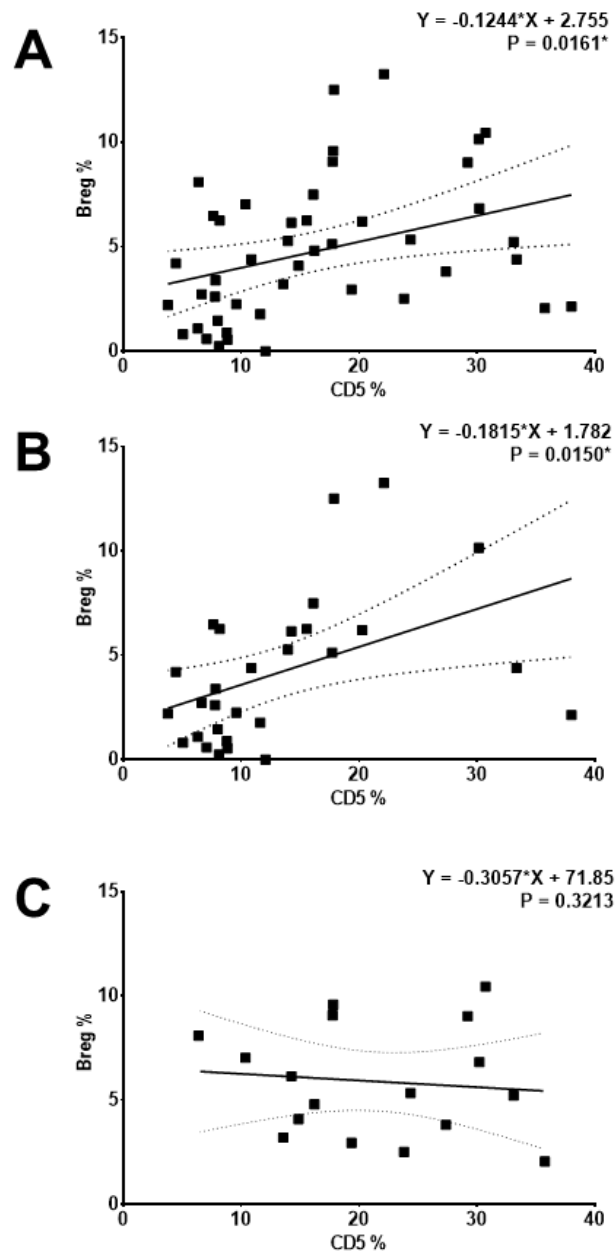 A
Y = -0.1244*X + 2.755
P = 0.0161*
15
10
5
0
Breg %
0 10 20 30 40
CD5 %
B
Y = -0.1815*X + 1.782
P = 0.0150*
15
10
5
0
Breg %
0 10 20 30 40
CD5 %
C
Y = -0.3057*X + 71.85
P = 0.3213
15
10
5
0
Breg %
0 10 20 30 40
CD5 %